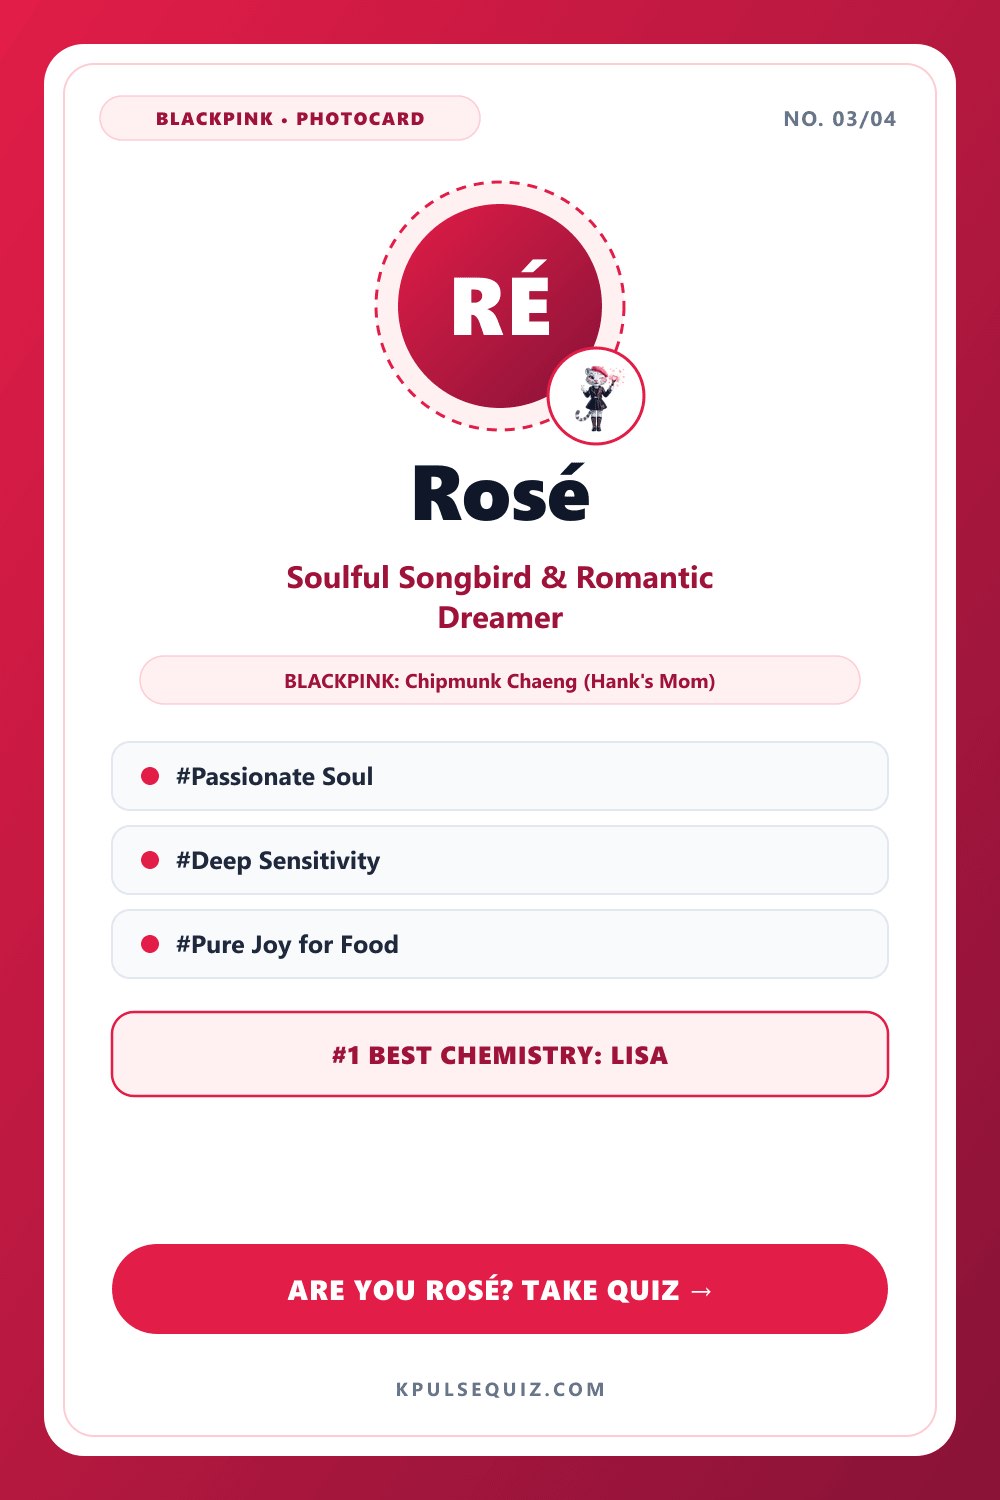 BLACKPINK • PHOTOCARD
NO. 03/04
RÉ
Rosé
Soulful Songbird & Romantic
Dreamer
BLACKPINK: Chipmunk Chaeng (Hank's Mom)
#Passionate Soul
#Deep Sensitivity
#Pure Joy for Food
#1 BEST CHEMISTRY: LISA
ARE YOU ROSÉ? TAKE QUIZ →
KPULSEQUIZ.COM